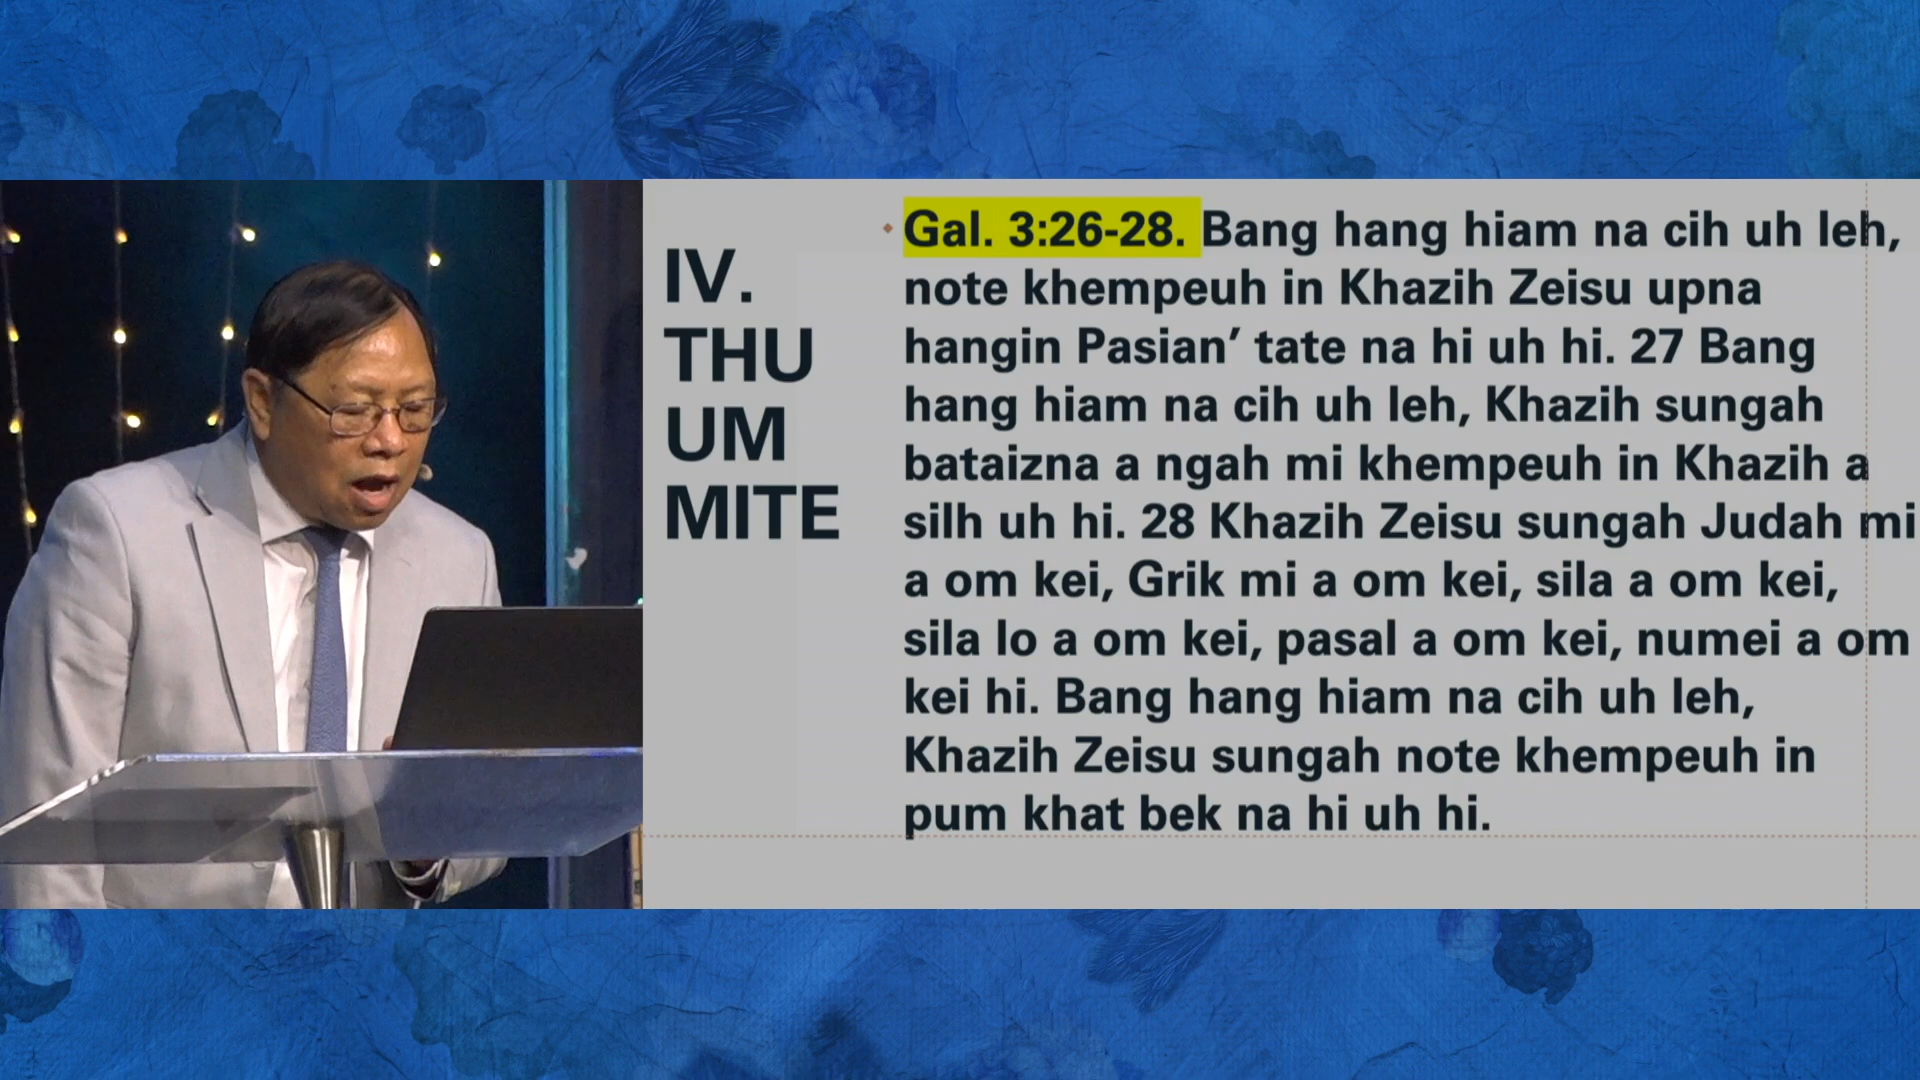 IV.
THU
UM
MITE
Gal. 3:26-28. Bang hang hiam na cih uh leh,
note khempeuh in Khazih Zeisu upna
hangin Pasian’ tate na hi uh hi. 27 Bang
hang hiam na cih uh leh, Khazih sungah
bataizna a ngah mi khempeuh in Khazih a
silh uh hi. 28 Khazih Zeisu sungah Judah mi
a om kei, Grik mi a om kei, sila a om kei,
sila lo a om kei, pasal a om kei, numei a om
kei hi. Bang hang hiam na cih uh leh,
Khazih Zeisu sungah note khempeuh in
pum khat bek na hi uh hi.